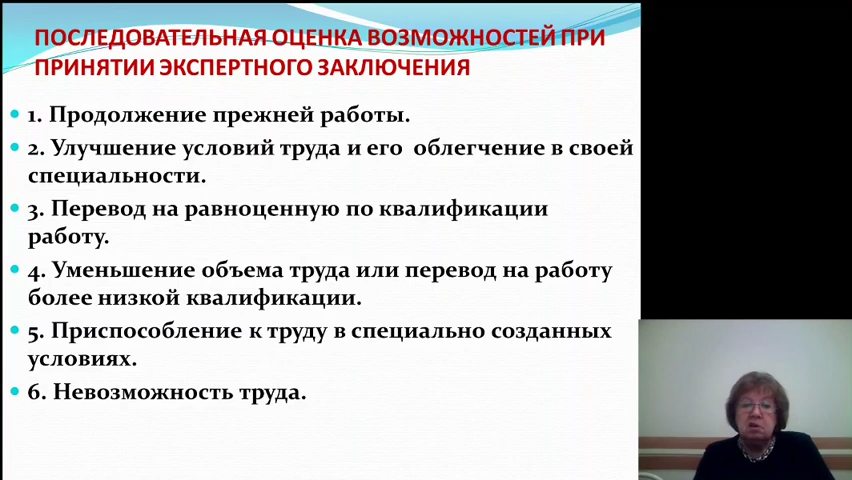 ПОСЛЕДОВАТЕЛЬНАЯ ОЦЕНКА ВОЗМОЖНОСТЕЙ ПРИ
ПРИНЯТИИ ЭКСПЕРТНОГО ЗАКЛЮЧЕНИЯ
1. Продолжение прежней работы.
2. Улучшение условий труда и его облегчение в своей
специальности.
3. Перевод на равноценную по квалификации
работу.
4. Уменьшение объема труда или перевод на работу
более низкой квалификации.
5. Приспособление к труду в специально созданных
условиях.
6. Невозможность труда.